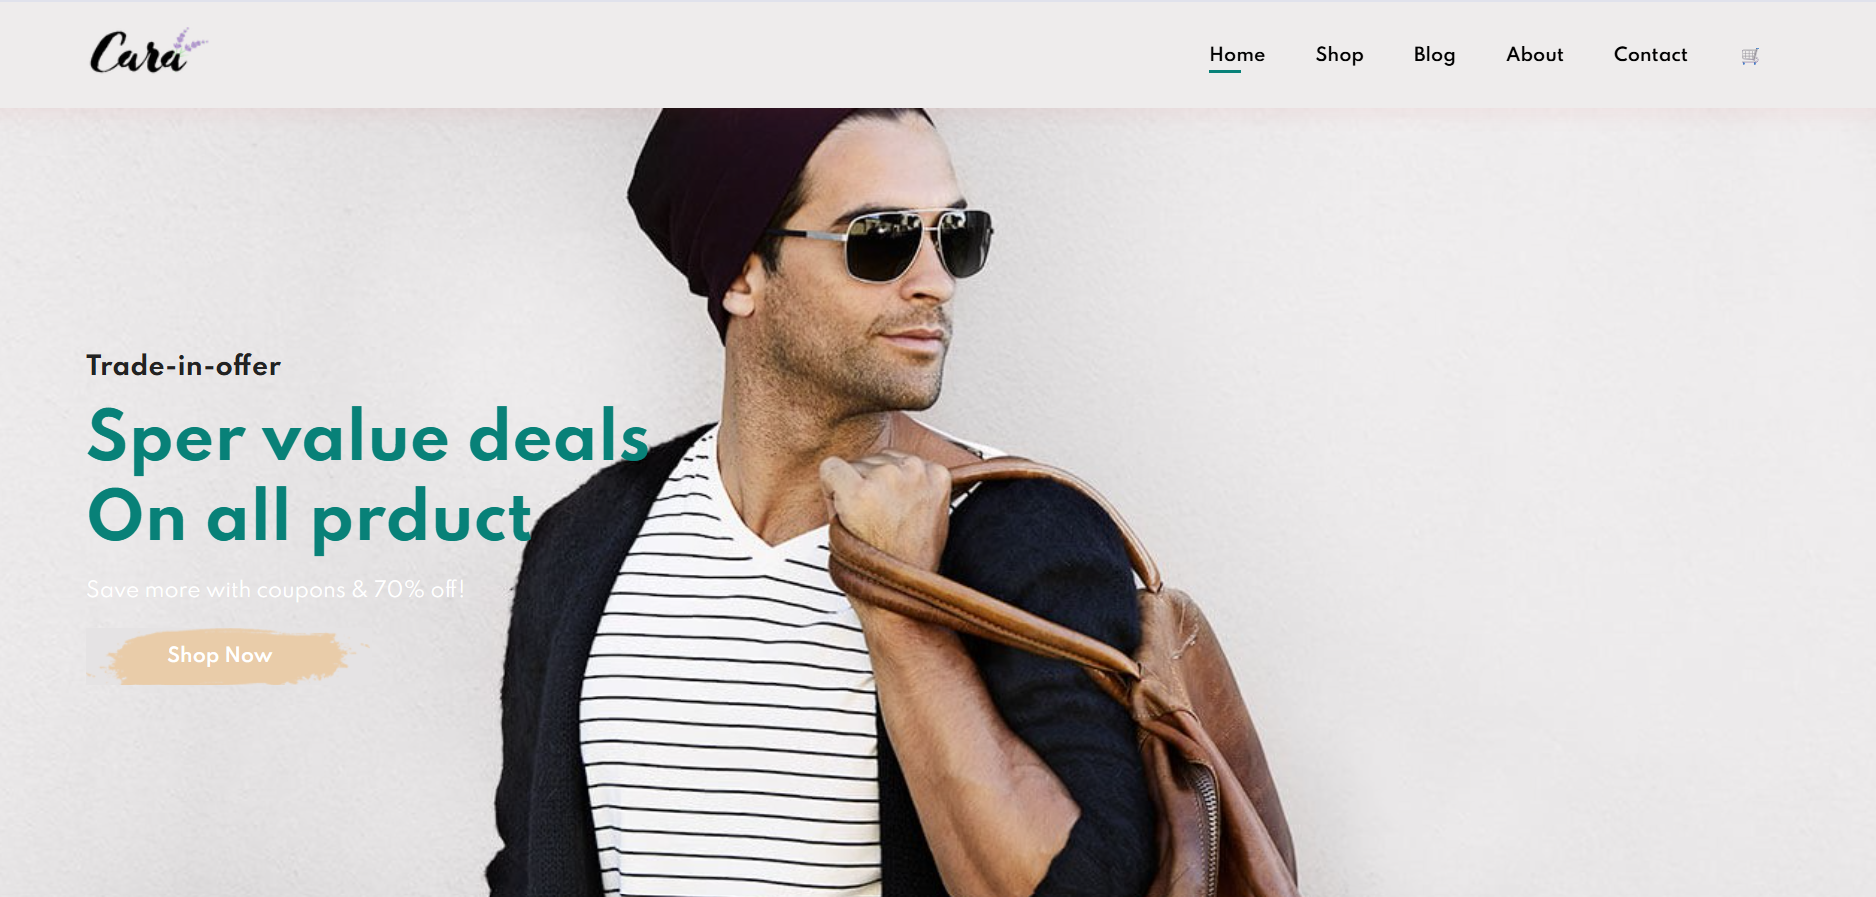 Cara
Home Shop Blog About Contact
Trade-in-offer
Sper value deals
On all prduct
Save more with coupons & 70% off!
Shop Now